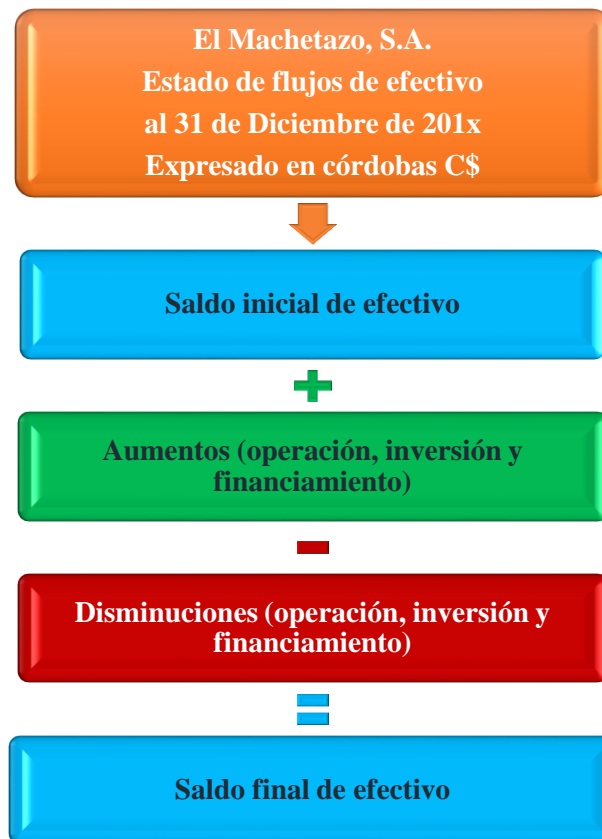 El Machetazo, S.A.
Estado de flujos de efectivo
al 31 de Diciembre de 201x
Expresado en córdobas C$
Saldo inicial de efectivo
+
Aumentos (operación, inversión y
financiamiento)
-
Disminuciones (operación, inversión y
financiamiento)
=
Saldo final de efectivo